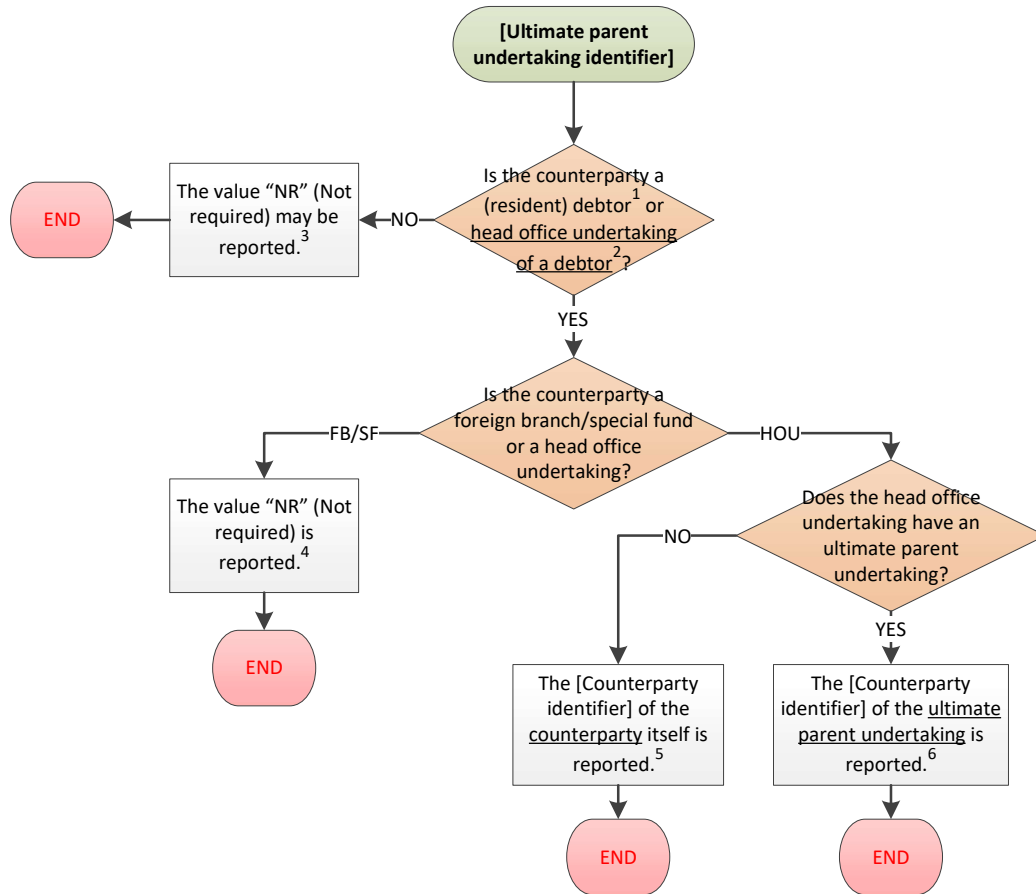 [Ultimate parent
undertaking identifier]
Is the counterparty a
(resident) debtor1 or
head office undertaking
of a debtor2?
NO
The value “NR” (Not
required) may be
reported.3
END
YES
Is the counterparty a
foreign branch/special fund
or a head office
undertaking?
FB/SF
HOU
The value “NR” (Not
required) is
reported.4
END
Does the head office
undertaking have an
ultimate parent
undertaking?
NO
YES
The [Counterparty
identifier] of the
counterparty itself is
reported.5
END
The [Counterparty
identifier] of the ultimate
parent undertaking is
reported.6
END